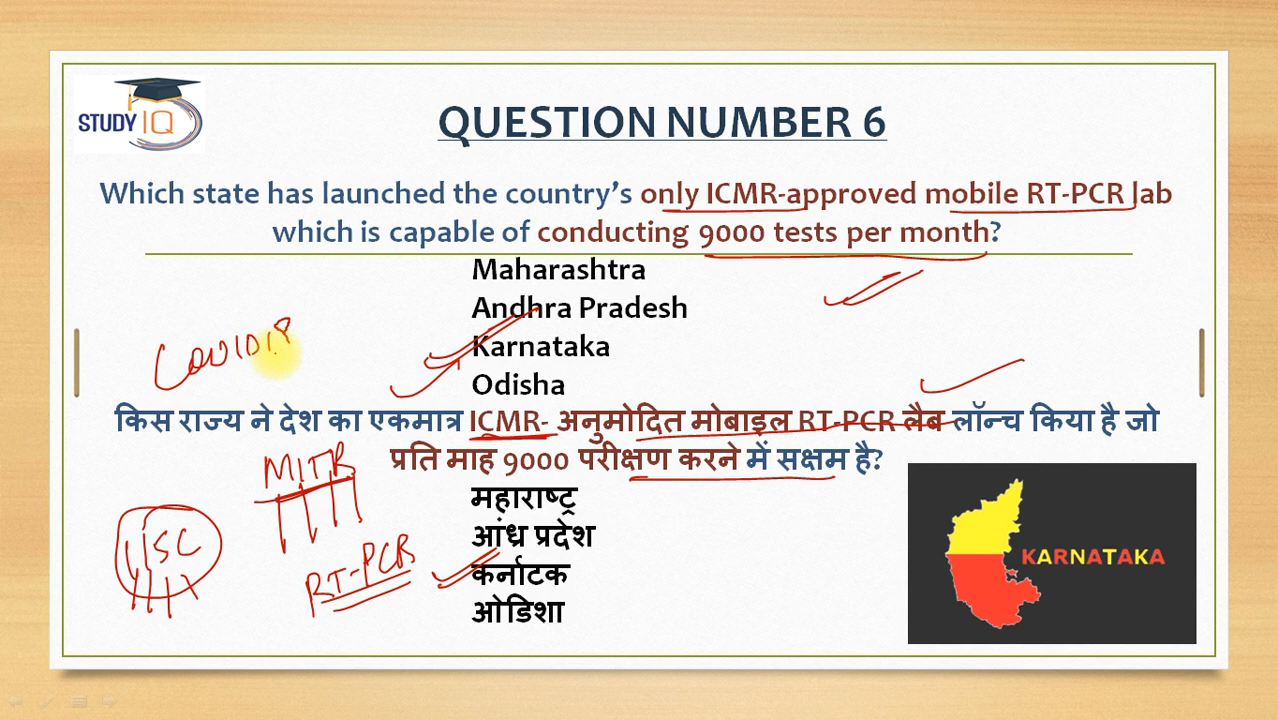 STUDY IQ
QUESTION NUMBER 6
Which state has launched the country's only ICMR-approved mobile RT-PCR lab
which is capable of conducting 9000 tests per month?
Maharashtra
Andhra Pradesh
Karnataka
Odisha
Covid19
किस राज्य ने देश का एकमात्र ICMR- अनुमोदित मोबाइल RT-PCR लैब लॉन्च किया है जो
प्रति माह 9000 परीक्षण करने में सक्षम है?
MITR
महाराष्ट्र
आंध्र प्रदेश
कर्नाटक
ओडिशा
IISC
RT-PCR
KARNATAKA